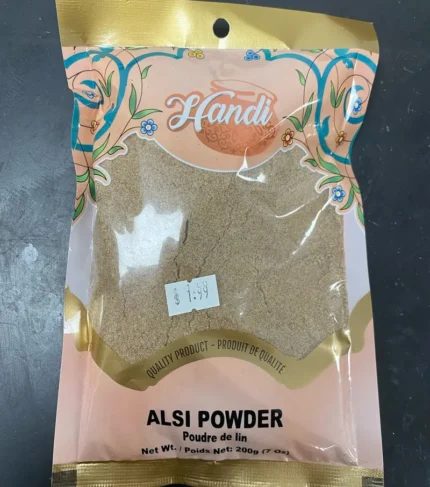 Handi
$ 1.99
QUALITY PRODUCT - PRODUIT DE QUALITÉ
ALSI POWDER
Poudre de lin
Net Wt. / Poids Net: 200g (7 Oz)